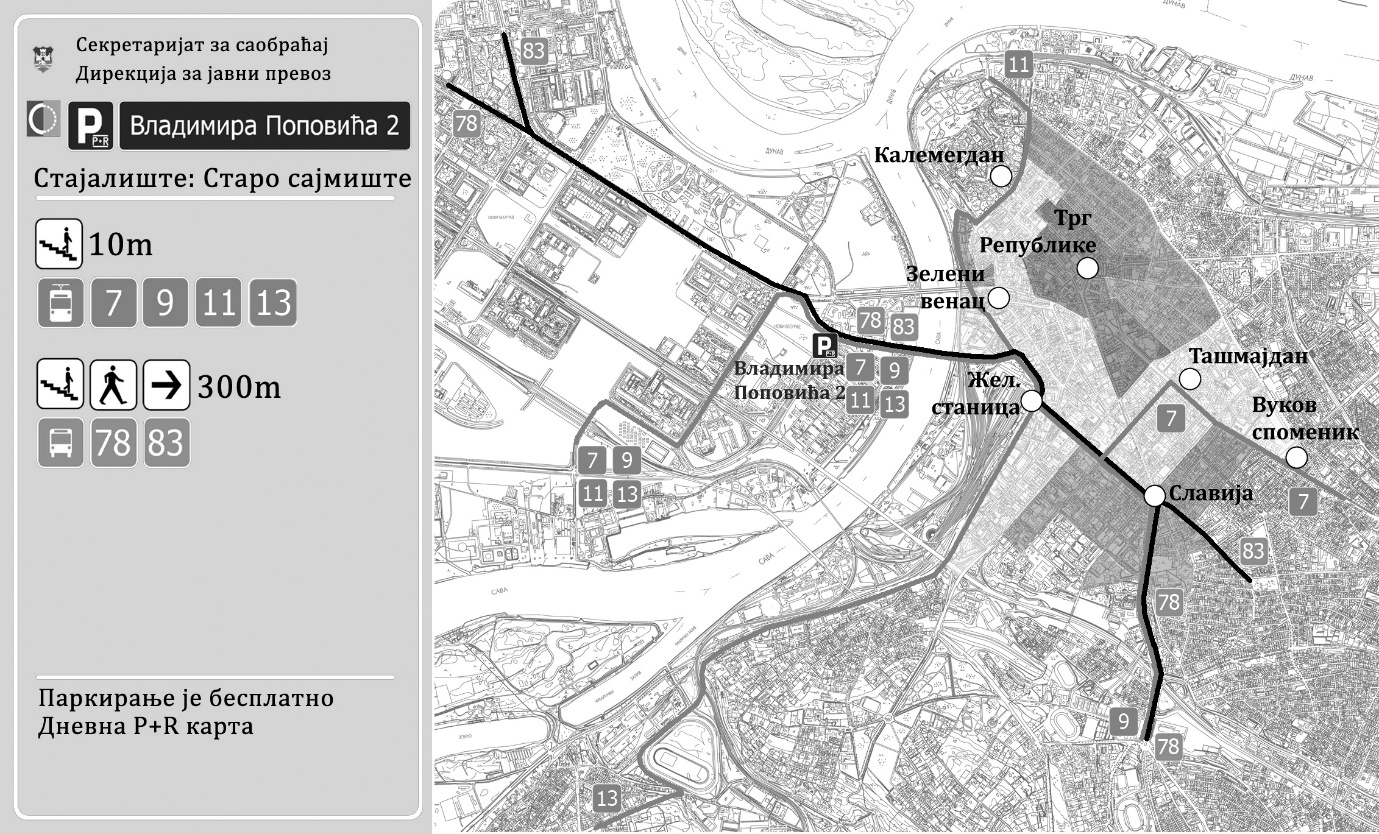 Секретаријат за саобраћај
Дирекција за јавни превоз
P
P+R
Владимира Поповића 2
Стајалиште: Старо сајмиште
10m
7 9 11 13
300m
78 83
Паркирање је бесплатно
Дневна P+R карта
83
78
11
ДУНАВ
ДУНАВ
ДУНАВ
Калемегдан
Трг
Републике
Зелени
венац
78 83
P
Владимира
Поповића 2
7 9
11 13
Жел.
станица
Ташмајдан
7
Вуков
споменик
7
Славија
7 9
11 13
83
78
САВА
САВА
9
78
13